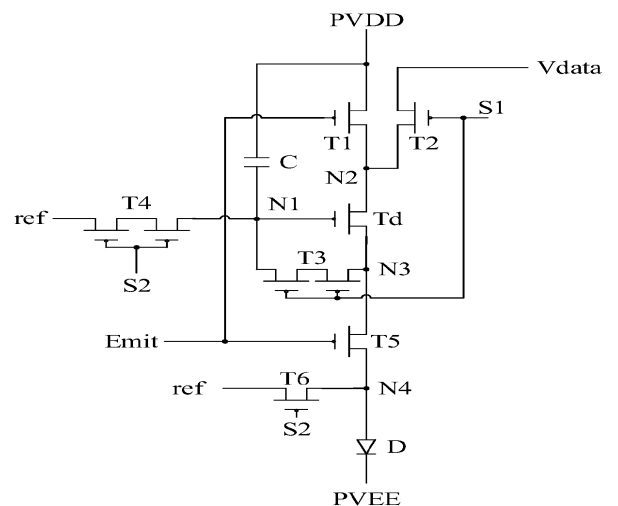 PVDD
Vdata
S1
T1
T2
C
N2
T4
N1
ref
Td
T3
N3
S2
Emit
T5
T6
ref
N4
S2
D
PVEE